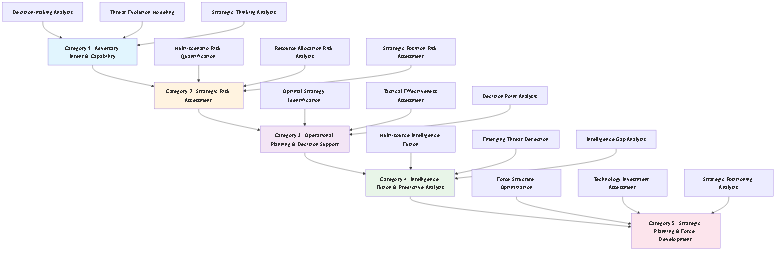 Decision-making Analysis
Threat Evolution Modeling
Strategic Thinking Analysis
Category 1: Adversary
Intent & Capability
Multi-scenario Risk
Quantification
Resource Allocation Risk
Analysis
Strategic Position Risk
Assessment
Category 2: Strategic Risk
Assessment
Optimal Strategy
Identification
Tactical Effectiveness
Assessment
Decision Point Analysis
Category 3: Operational
Planning & Decision Support
Multi-source Intelligence
Fusion
Emerging Threat Detection
Intelligence Gap Analysis
Category 4: Intelligence
Fusion & Predictive Analysis
Force Structure
Optimization
Technology Investment
Assessment
Strategic Positioning
Analysis
Category 5: Strategic
Planning & Force
Development